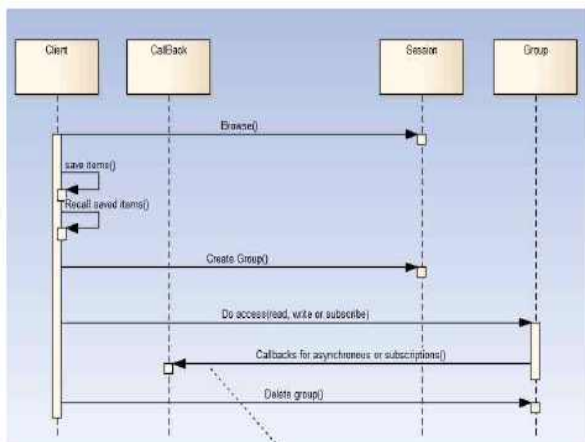 Client
CallBack
Session
Group
Browse()
save items()
Recall saved items()
Create Group()
Do access(read, write or subscribe)
Callbacks for asynchronous or subscriptions()
Delete group()